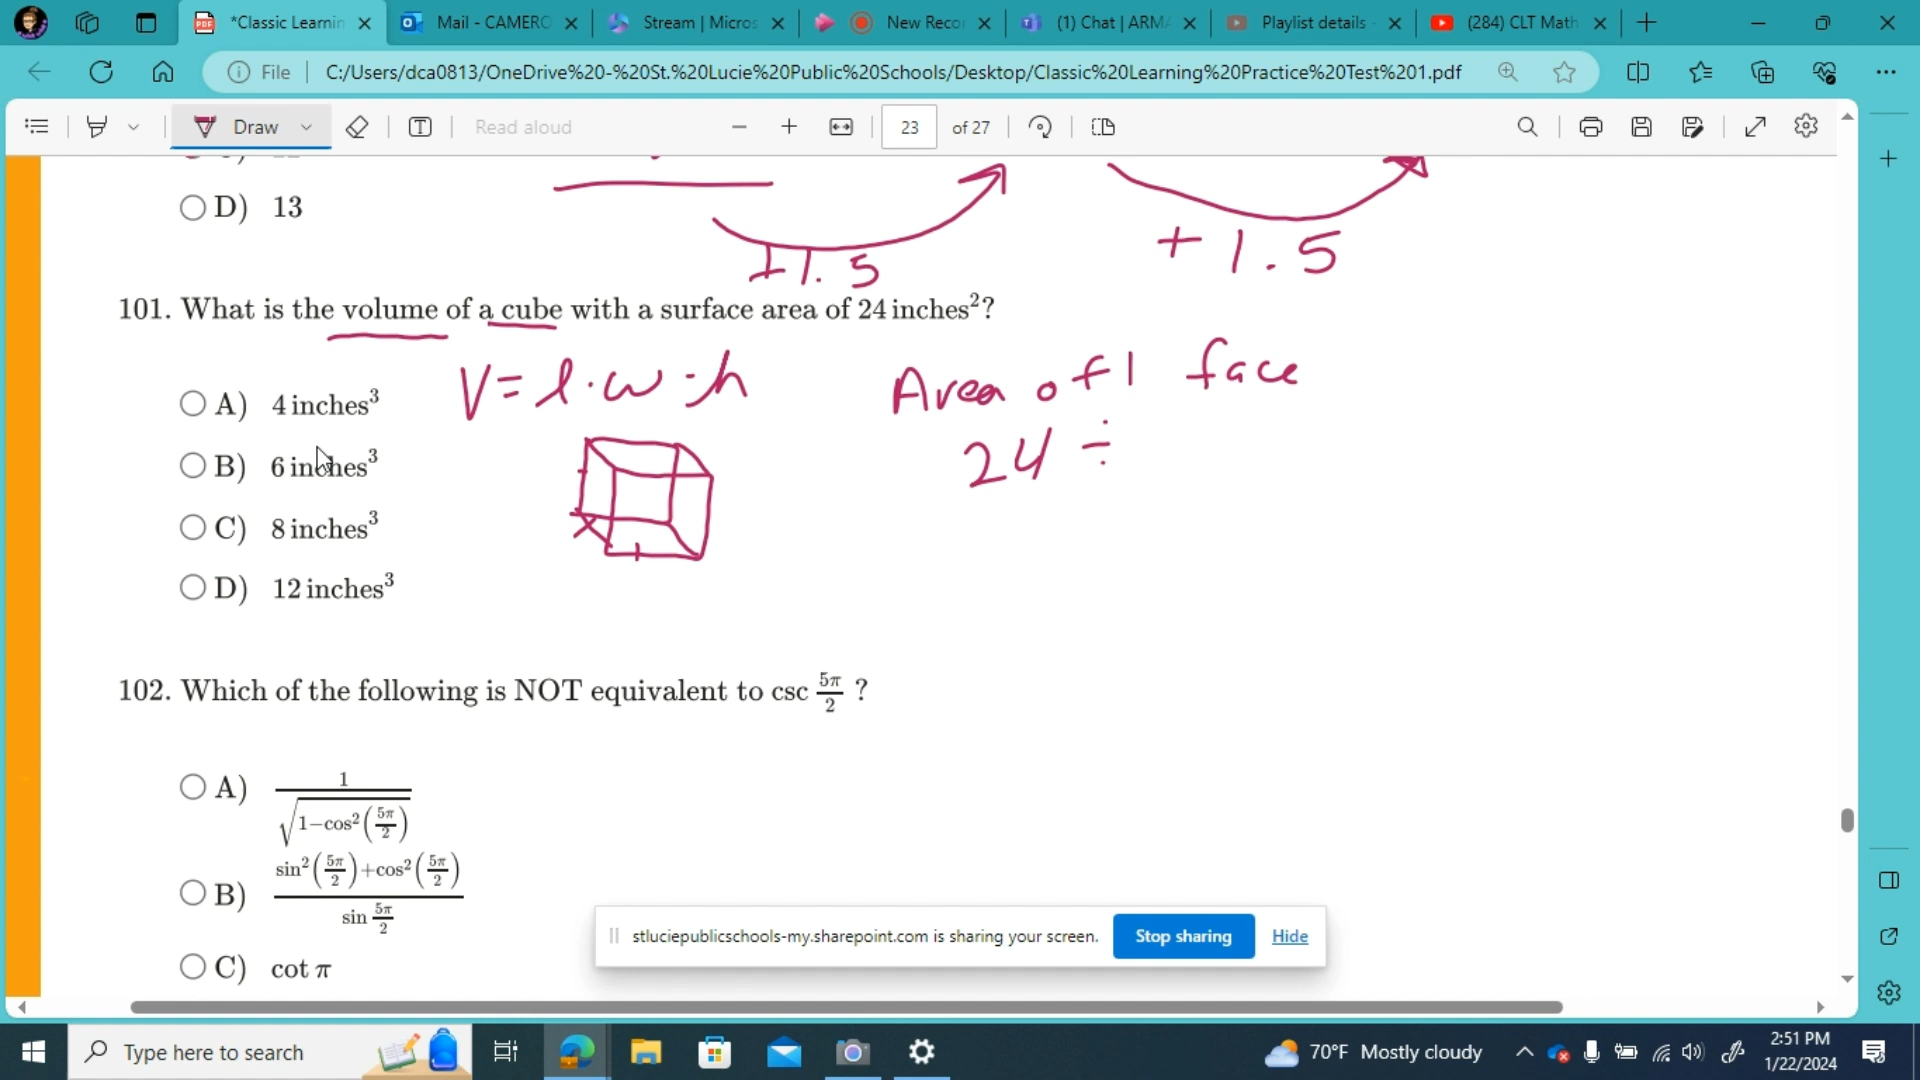 *Classic Learnin
Mail - CAMERO
Stream | Micros
New Reco
(1) Chat | ARMA
Playlist details
(284) CLT Math
File
C:/Users/dca0813/OneDrive%20-%20St.%20Lucie%20Public%20Schools/Desktop/Classic%20Learning%20Practice%20Test%201.pdf
Draw
Read aloud
23 of 27
D) 13
+1.5
+ 1.5
101. What is the volume of a cube with a surface area of 24 inches²?
V = l · w · h
Area of 1 face
24 ÷
A) 4 inches³
B) 6 inches³
C) 8 inches³
D) 12 inches³
102. Which of the following is NOT equivalent to csc 5π/2 ?
A) 1/√(1−cos²(5π/2))
B) (sin²(5π/2)+cos²(5π/2))/(sin 5π/2)
C) cot π
stluciepublicschools-my.sharepoint.com is sharing your screen.
Stop sharing
Hide
Type here to search
70°F Mostly cloudy
2:51 PM
1/22/2024